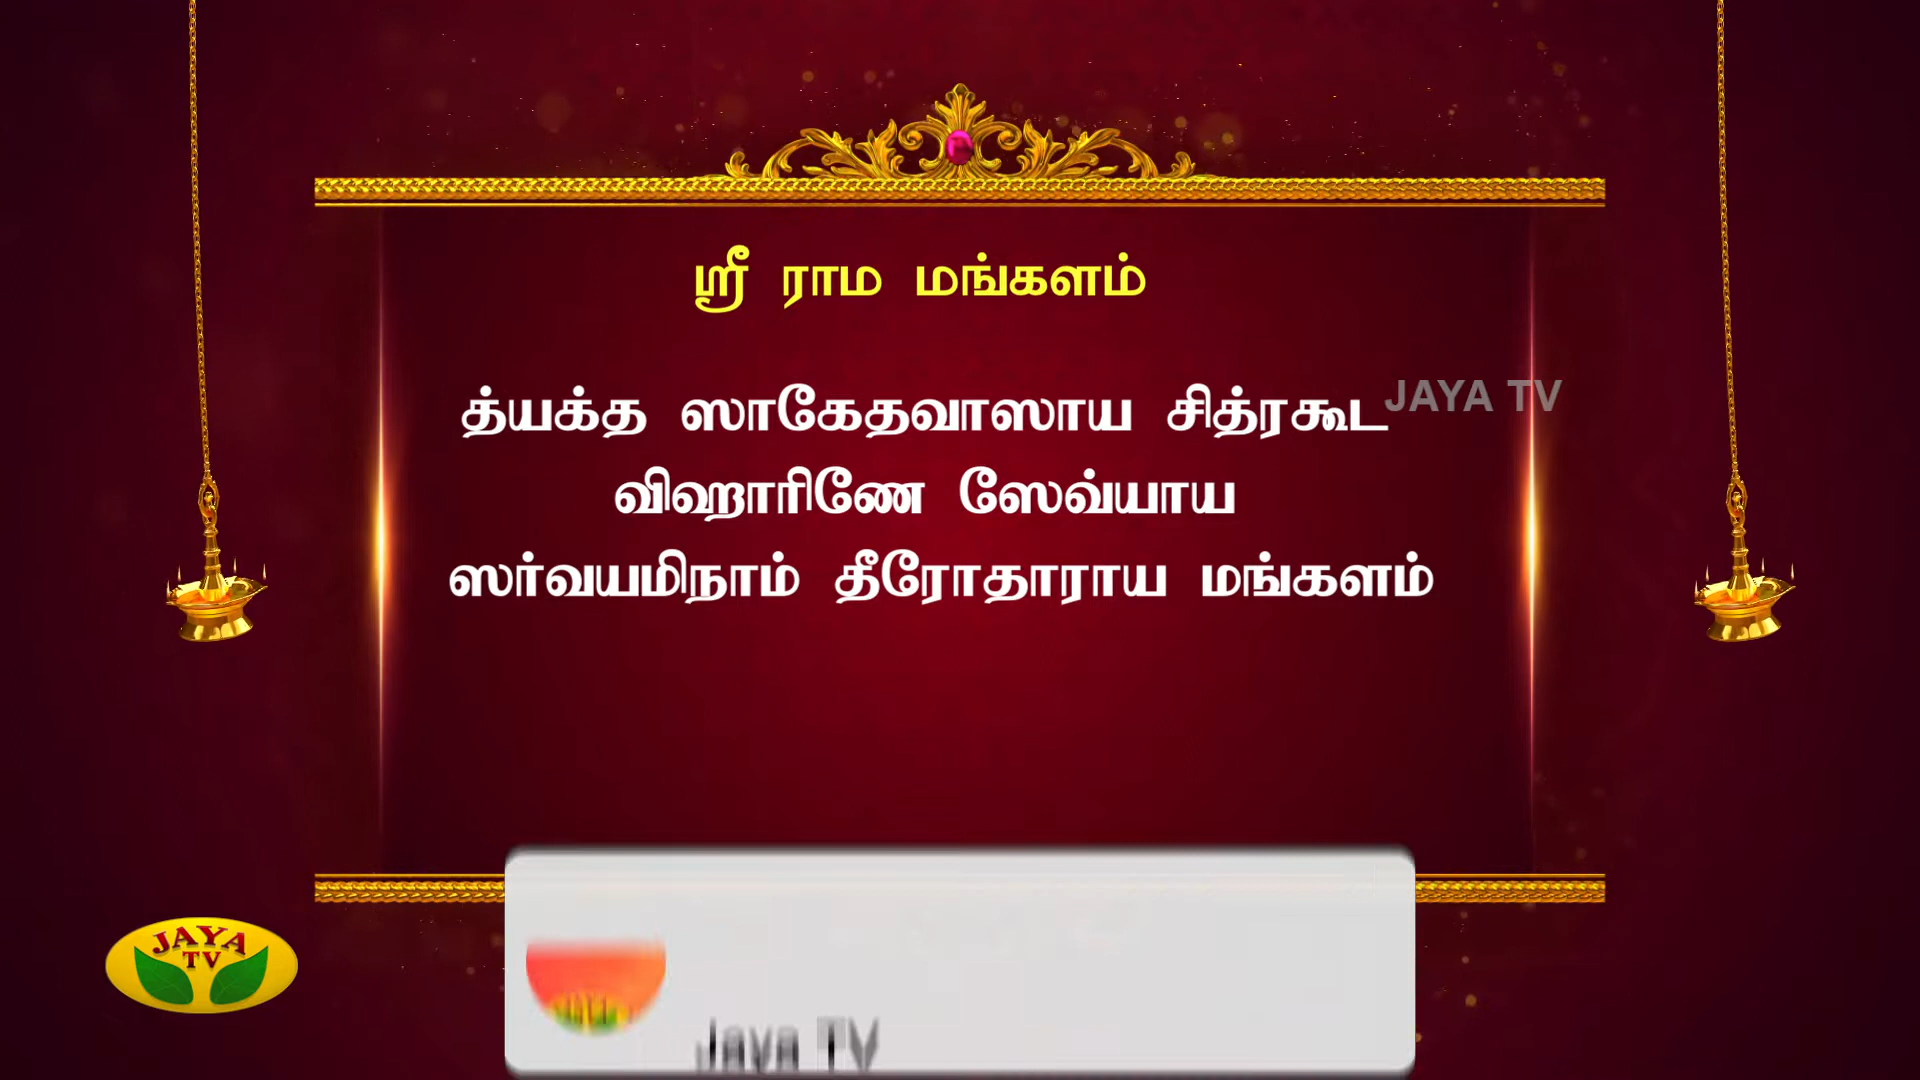 ஸ்ரீ ராம மங்களம்
த்யக்த ஸாகேதவாஸாய சித்ரகூட
JAYA TV
விஹாரிணே ஸேவ்யாய
ஸர்வயமிநாம் தீரோதாராய மங்களம்
JAYA
TV
Jaya TV